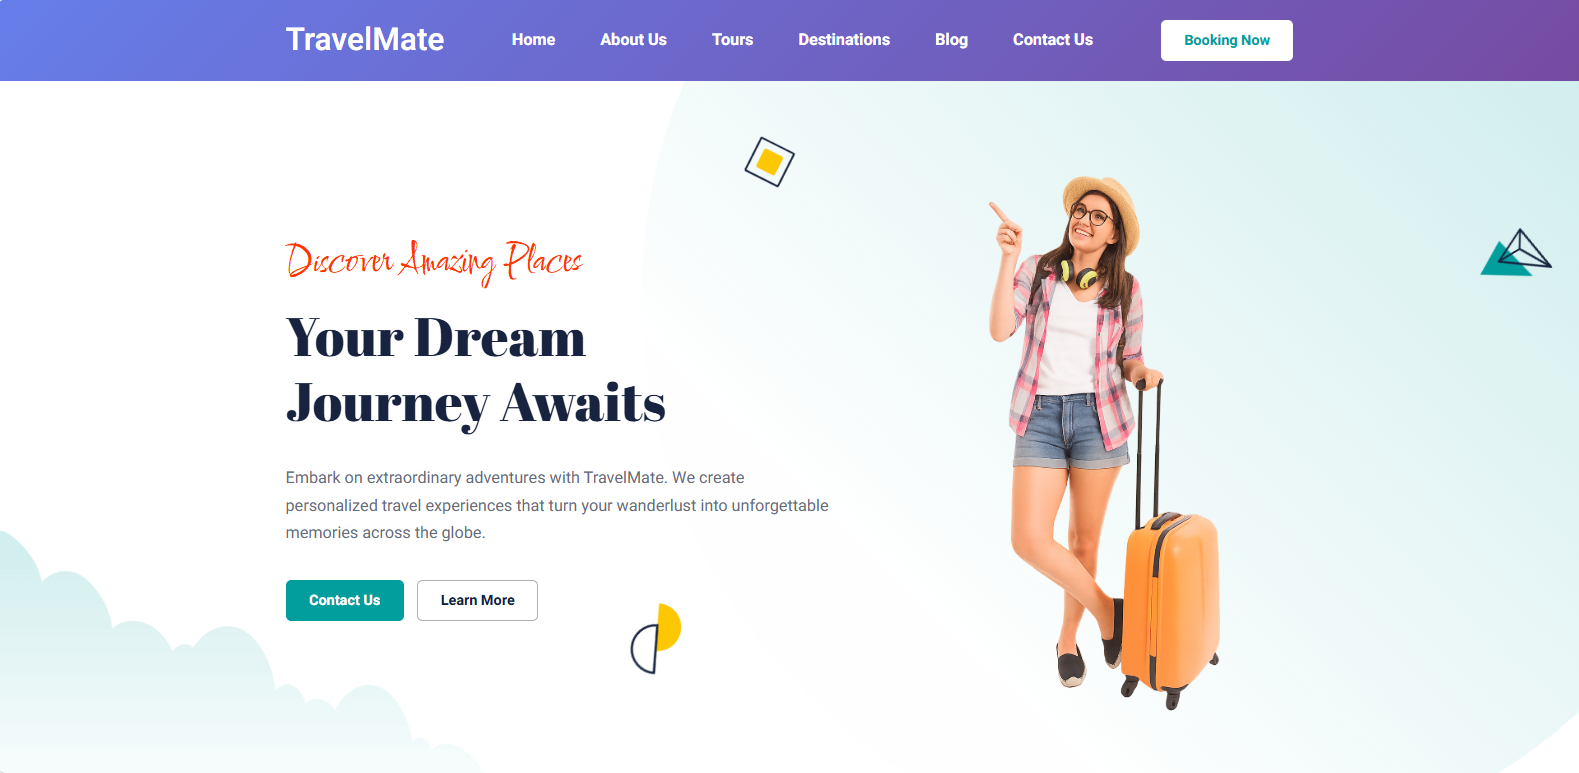 TravelMate Home About Us Tours Destinations Blog Contact Us Booking Now
Discover Amazing Places
Your Dream
Journey Awaits
Embark on extraordinary adventures with TravelMate. We create
personalized travel experiences that turn your wanderlust into unforgettable
memories across the globe.
Contact Us Learn More